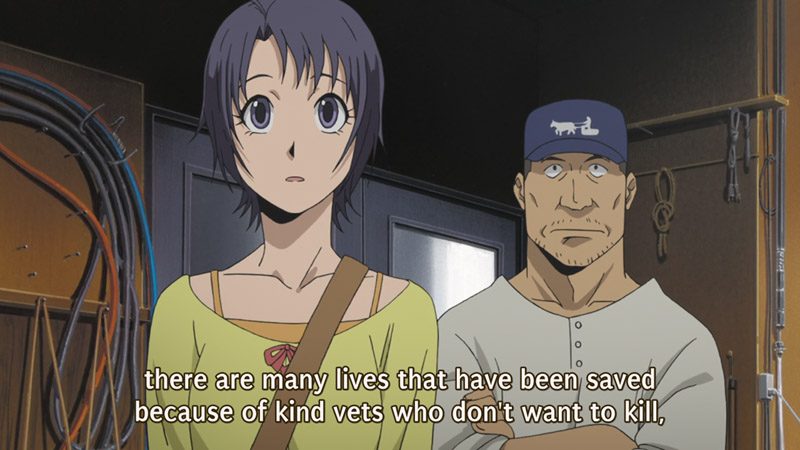 there are many lives that have been saved
because of kind vets who don't want to kill,